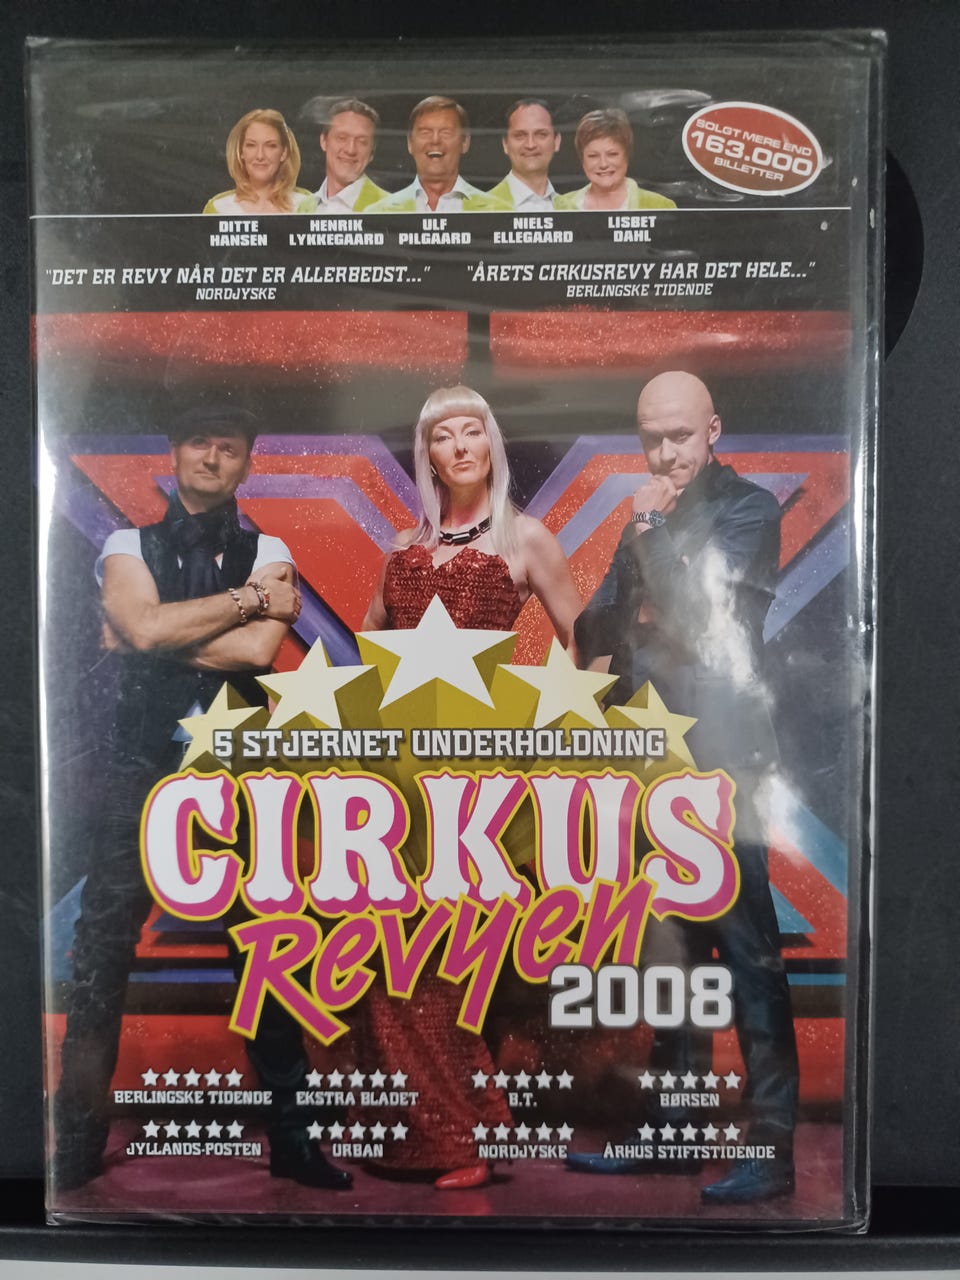 SOLGT MERE END
163.000
BILLETTER
DITTE HANSEN
HENRIK LYKKEGAARD
ULF PILGAARD
NIELS ELLEGAARD
LISBET DAHL
"DET ER REVY NÅR DET ER ALLERBEDST..."
NORDJYSKE
"ÅRETS CIRKUSREVY HAR DET HELE..."
BERLINGSKE TIDENDE
5 STJERNET UNDERHOLDNING
CIRKUS
Revyen
2008
BERLINGSKE TIDENDE
EKSTRA BLADET
B.T.
BØRSEN
JYLLANDS-POSTEN
URBAN
NORDJYSKE
ÅRHUS STIFTSTIDENDE